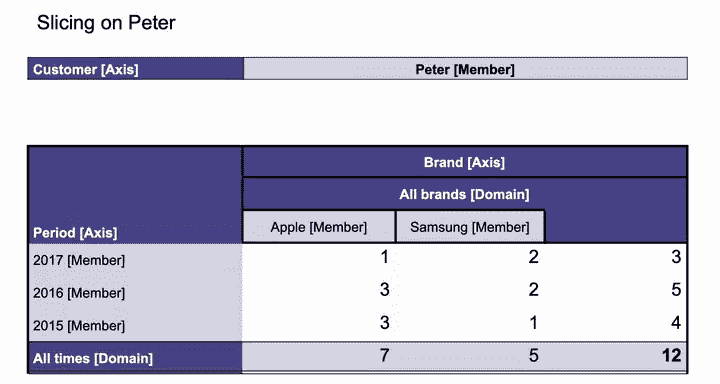 Slicing on Peter
Customer [Axis] Peter [Member]
Brand [Axis]
All brands [Domain]
Period [Axis] Apple [Member] Samsung [Member]
2017 [Member] 1 2 3
2016 [Member] 3 2 5
2015 [Member] 3 1 4
All times [Domain] 7 5 12